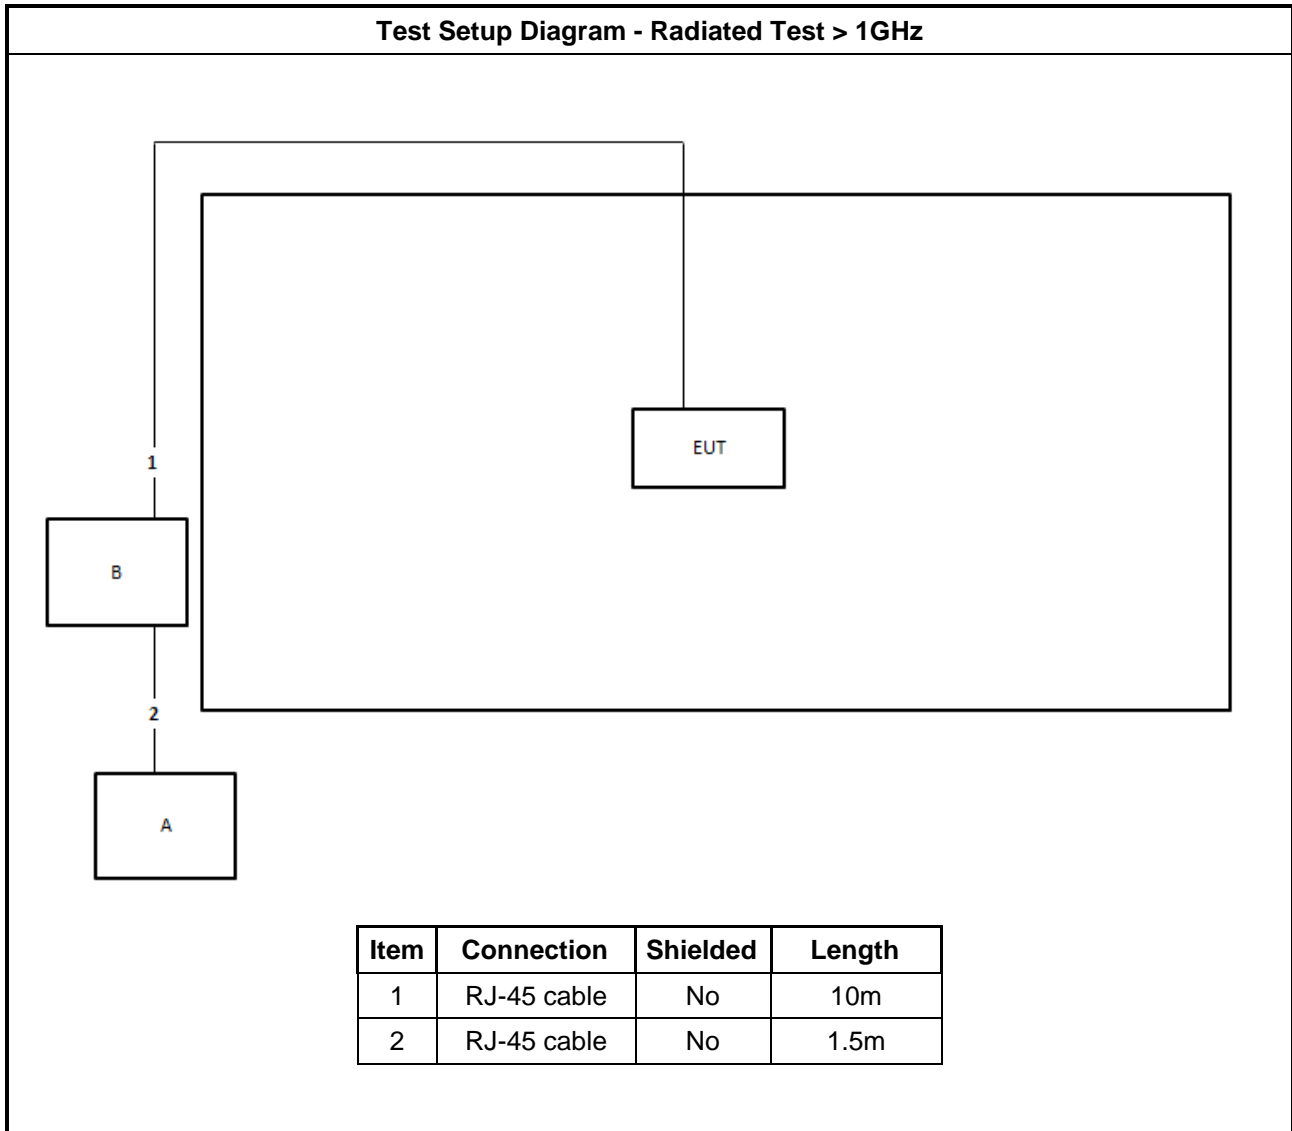 Test Setup Diagram - Radiated Test > 1GHz
EUT
1
B
2
A
Item Connection Shielded Length
1 RJ-45 cable No 10m
2 RJ-45 cable No 1.5m